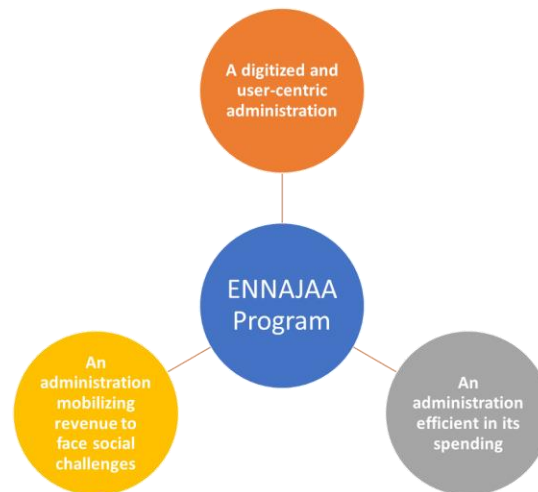 A digitized and
user-centric
administration
ENNAJAA
Program
An
administration
mobilizing
revenue to
face social
challenges
An
administration
efficient in its
spending